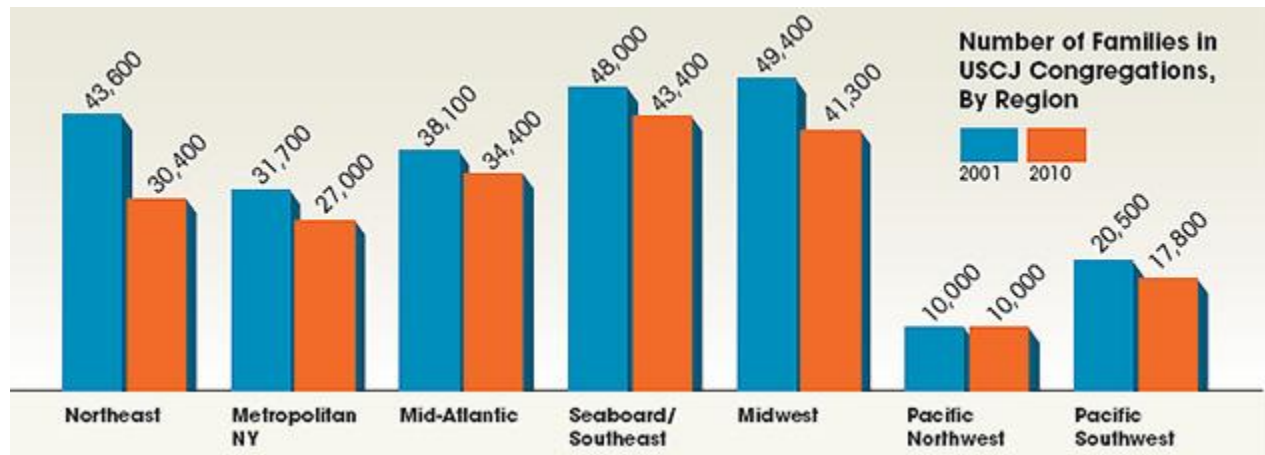 Number of Families in
USCJ Congregations,
By Region
2001 2010
43,600
30,400
31,700
27,000
38,100
34,400
48,000
43,400
49,400
41,300
10,000
10,000
20,500
17,800
Northeast
Metropolitan
NY
Mid-Atlantic
Seaboard/
Southeast
Midwest
Pacific
Northwest
Pacific
Southwest